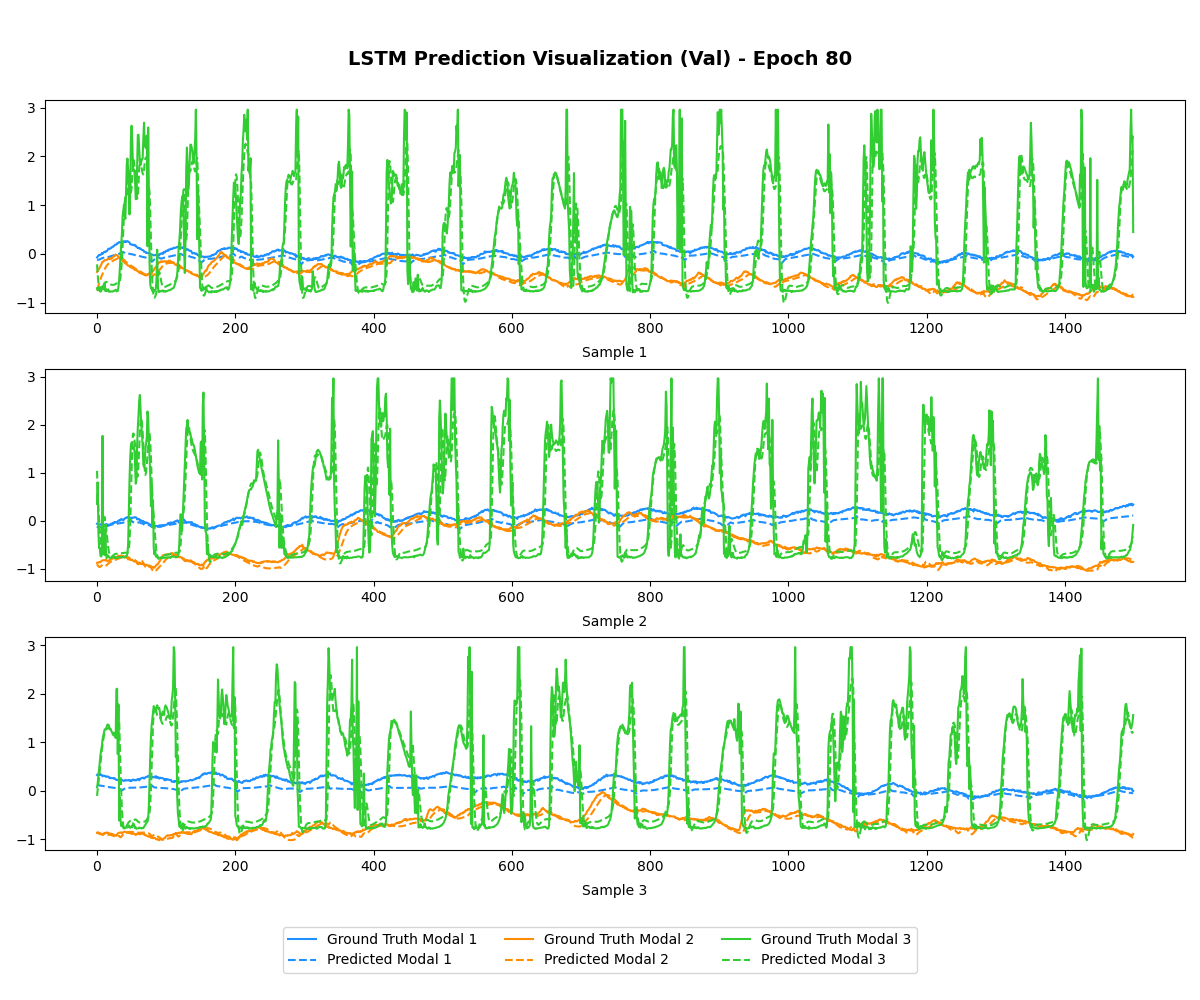 LSTM Prediction Visualization (Val) - Epoch 80
3
2
1
0
−1
0 200 400 600 800 1000 1200 1400
Sample 1
3
2
1
0
−1
0 200 400 600 800 1000 1200 1400
Sample 2
3
2
1
0
−1
0 200 400 600 800 1000 1200 1400
Sample 3
Ground Truth Modal 1 Ground Truth Modal 2 Ground Truth Modal 3
Predicted Modal 1 Predicted Modal 2 Predicted Modal 3